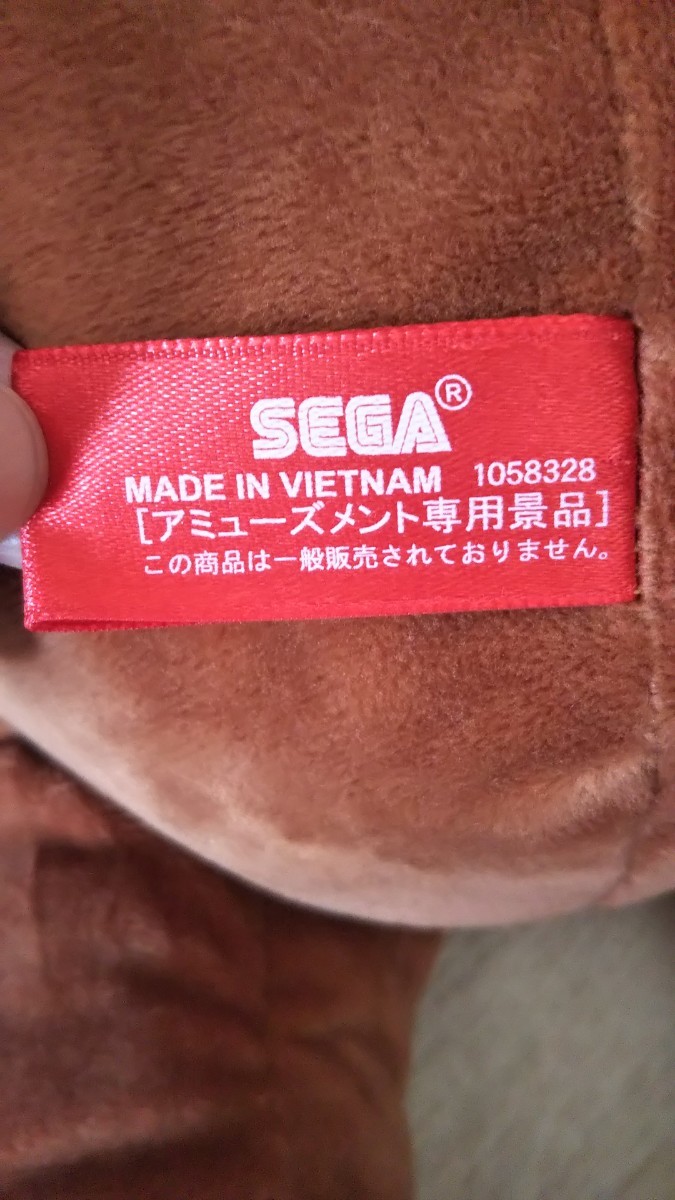 SEGA®
MADE IN VIETNAM 1058328
[アミューズメント専用景品]
この商品は一般販売されておりません。